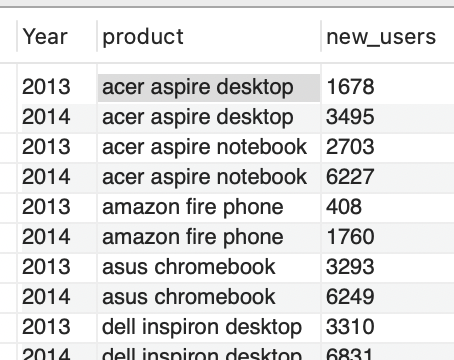 Year product new_users
2013 acer aspire desktop 1678
2014 acer aspire desktop 3495
2013 acer aspire notebook 2703
2014 acer aspire notebook 6227
2013 amazon fire phone 408
2014 amazon fire phone 1760
2013 asus chromebook 3293
2014 asus chromebook 6249
2013 dell inspiron desktop 3310
2014 dell inspiron desktop 6831